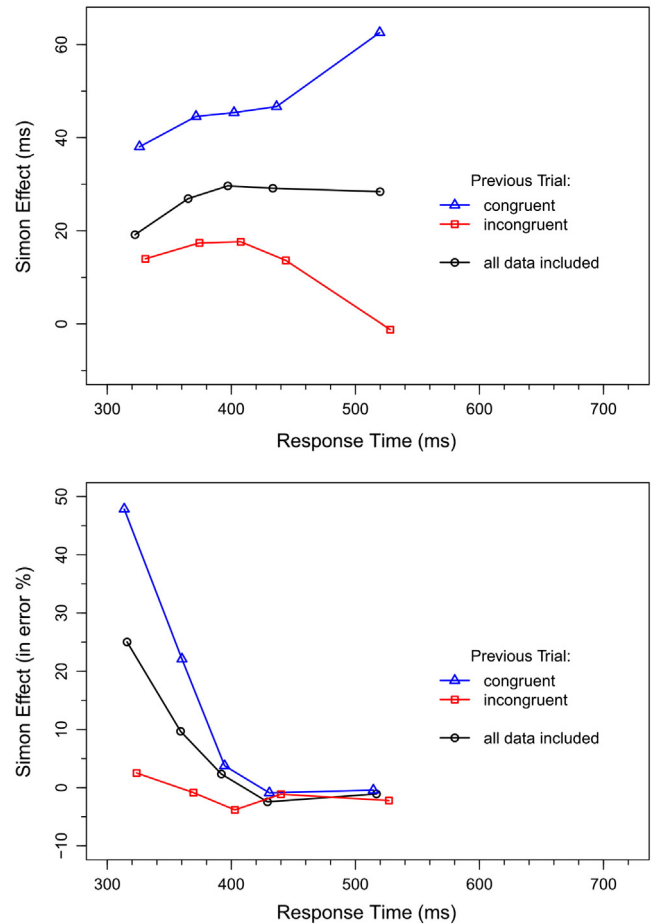 60
40
20
0
Simon Effect (ms)
Previous Trial:
congruent
incongruent
all data included
300 400 500 600 700
Response Time (ms)
50
40
30
20
10
0
−10
Simon Effect (in error %)
Previous Trial:
congruent
incongruent
all data included
300 400 500 600 700
Response Time (ms)